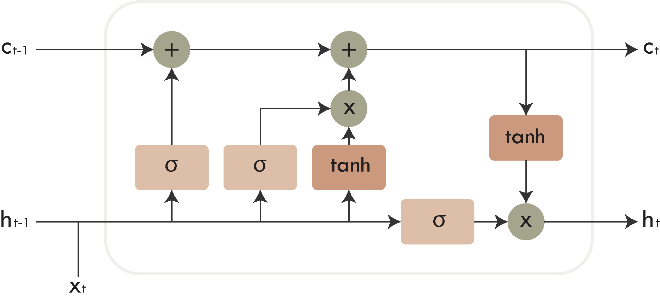 Ct-1 + + Ct
x
σ σ tanh tanh
ht-1 σ x ht
xt